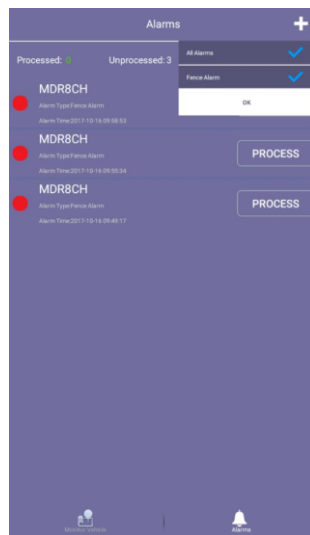 Alarms
Processed: 0 Unprocessed: 3
All Alarms
Fence Alarm
OK
MDR8CH
Alarm Type:Fence Alarm
Alarm Time:2017-10-16 09:58:53
MDR8CH
Alarm Type:Fence Alarm
Alarm Time:2017-10-16 09:55:34
PROCESS
MDR8CH
Alarm Type:Fence Alarm
Alarm Time:2017-10-16 09:49:17
PROCESS
Monitor Vehicle
Alarms